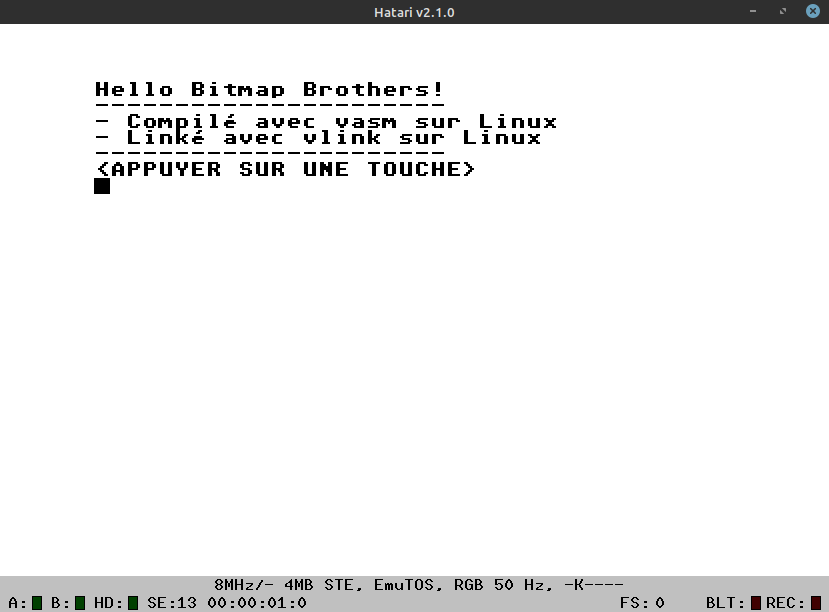 Hatari v2.1.0
Hello Bitmap Brothers!
----------------------
- Compilé avec vasm sur Linux
- Linké avec vlink sur Linux
----------------------
<APPUYER SUR UNE TOUCHE>
8MHz/- 4MB STE, EmuTOS, RGB 50 Hz, -K----
A: B: HD: SE:13 00:00:01:0 FS: 0 BLT: REC: